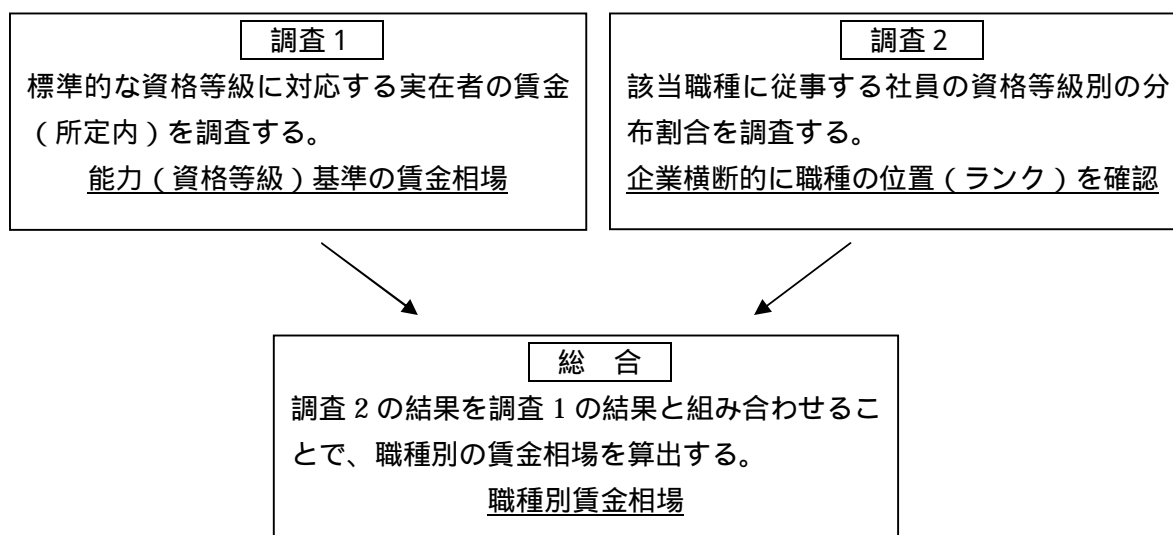 調査1
標準的な資格等級に対応する実在者の賃金
(所定内)を調査する。
能力(資格等級)基準の賃金相場
調査2
該当職種に従事する社員の資格等級別の分
布割合を調査する。
企業横断的に職種の位置(ランク)を確認
総 合
調査2の結果を調査1の結果と組み合わせるこ
とで、職種別の賃金相場を算出する。
職種別賃金相場